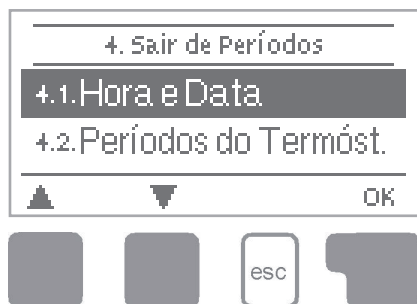 4. Sair de Períodos
4.1.Hora e Data
4.2.Períodos do Termóst.
OK
esc